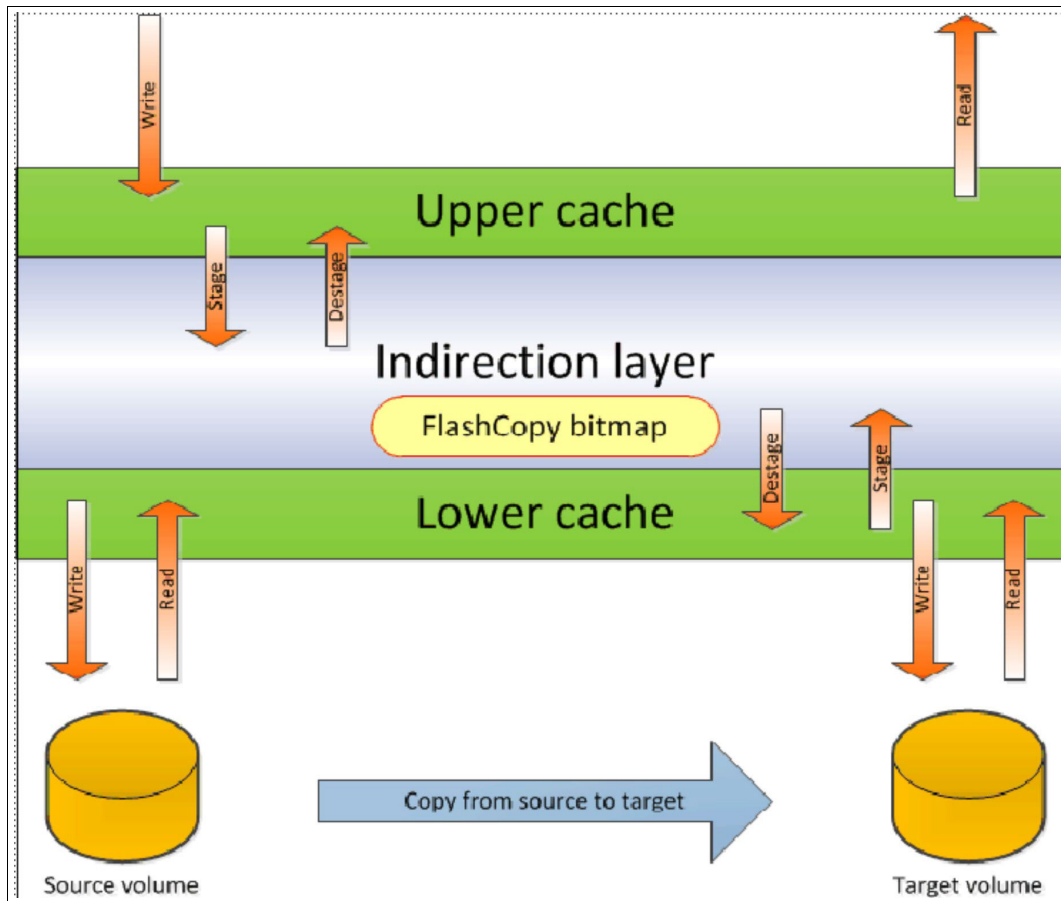 Write
Read
Upper cache
Stage
Destage
Indirection layer
FlashCopy bitmap
Destage
Stage
Lower cache
Write
Read
Write
Read
Copy from source to target
Source volume
Target volume